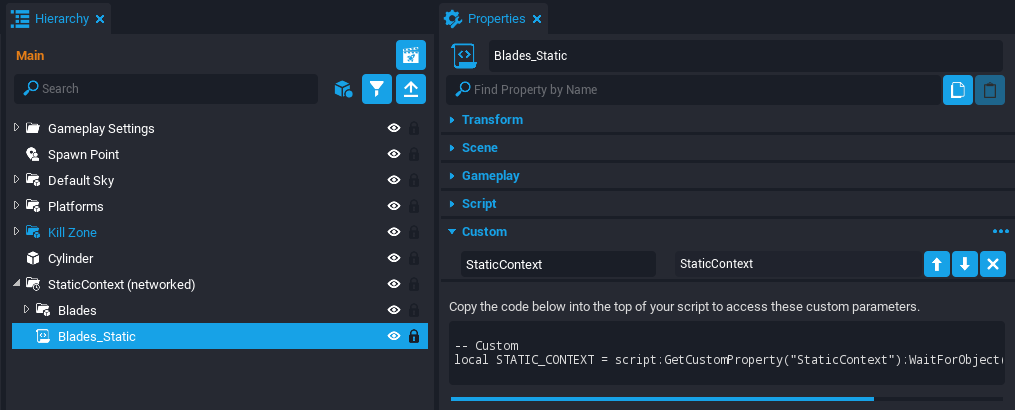 Hierarchy
Main
Search
Gameplay Settings
Spawn Point
Default Sky
Platforms
Kill Zone
Cylinder
StaticContext (networked)
Blades
Blades_Static
Properties
Blades_Static
Find Property by Name
Transform
Scene
Gameplay
Script
Custom
StaticContext StaticContext
Copy the code below into the top of your script to access these custom parameters.
-- Custom
local STATIC_CONTEXT = script:GetCustomProperty("StaticContext"):WaitForObject(